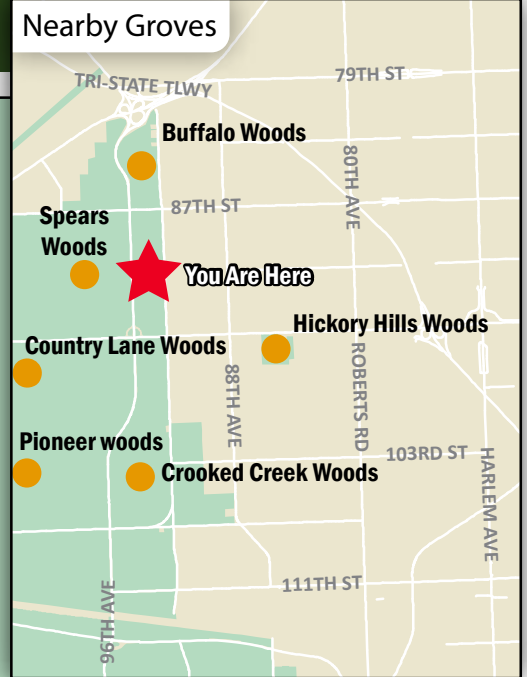 Nearby Groves
TRI-STATE TLWY
79TH ST
Buffalo Woods
80TH AVE
87TH ST
Spears
Woods
You Are Here
Hickory Hills Woods
Country Lane Woods
88TH AVE
ROBERTS RD
Pioneer woods
103RD ST
HARLEM AVE
Crooked Creek Woods
111TH ST
96TH AVE